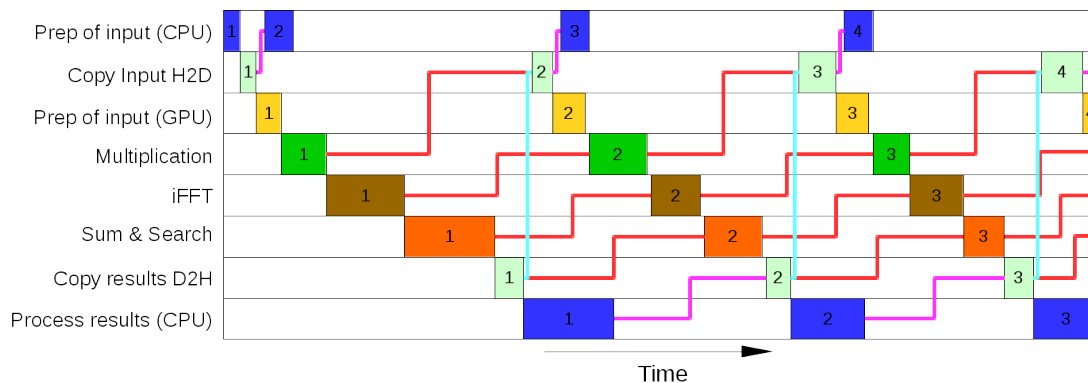 Prep of input (CPU) 1 2 3 4
Copy Input H2D 1 2 3 4
Prep of input (GPU) 1 2 3
Multiplication 1 2 3
iFFT 1 2 3
Sum & Search 1 2 3
Copy results D2H 1 2 3
Process results (CPU) 1 2 3
Time